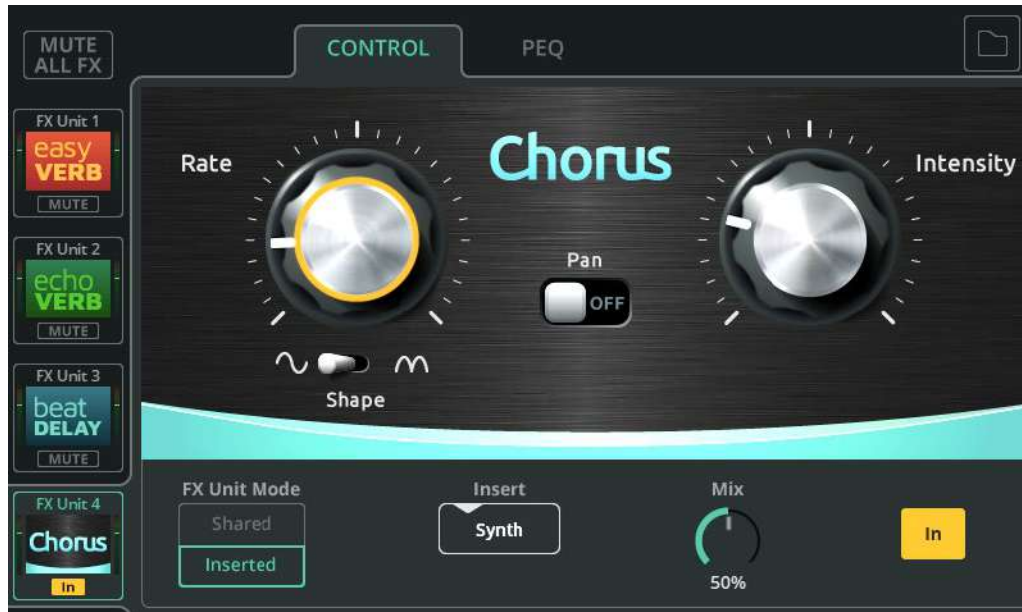 MUTE
ALL FX
CONTROL
PEQ
FX Unit 1
easy
VERB
MUTE
FX Unit 2
echo
VERB
MUTE
FX Unit 3
beat
DELAY
MUTE
FX Unit 4
Chorus
In
Rate
Chorus
Intensity
Pan
OFF
Shape
FX Unit Mode
Shared
Inserted
Insert
Synth
Mix
50%
In